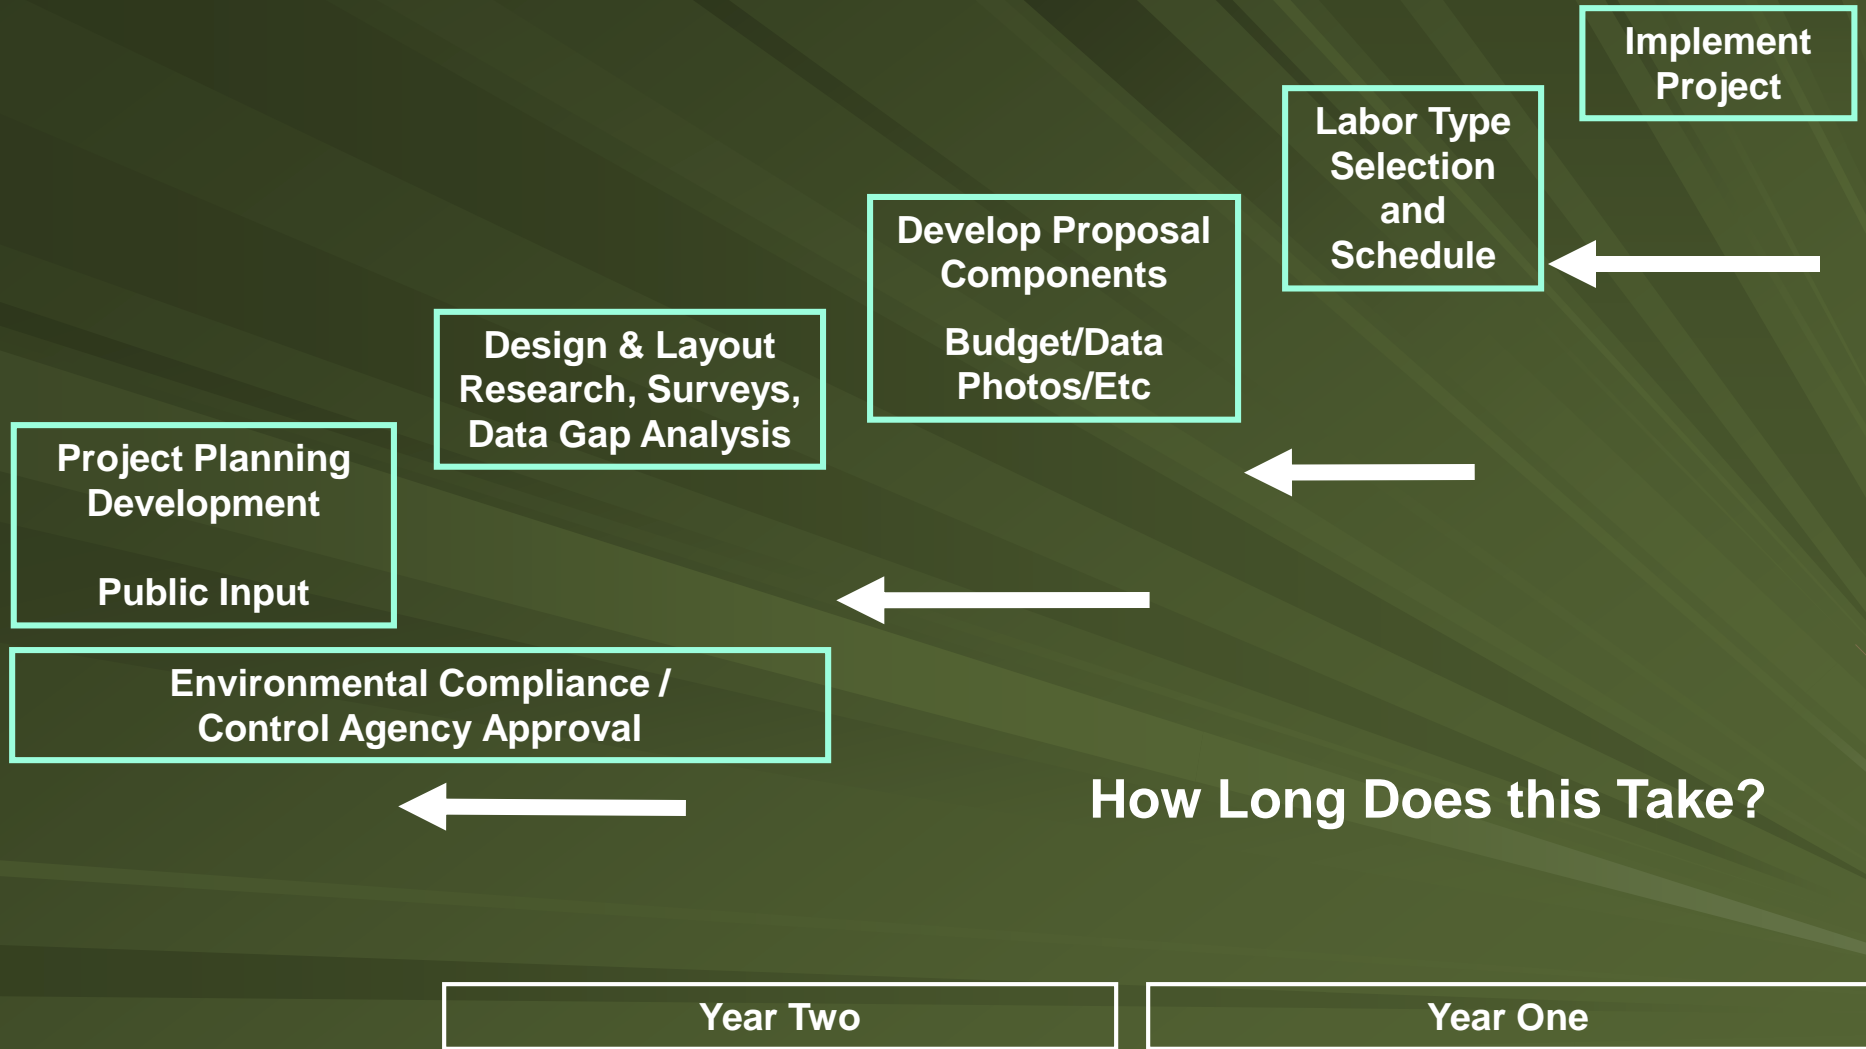 Implement
Project
Labor Type
Selection
and
Schedule
Develop Proposal
Components
Budget/Data
Photos/Etc
Design & Layout
Research, Surveys,
Data Gap Analysis
Project Planning
Development
Public Input
Environmental Compliance /
Control Agency Approval
How Long Does this Take?
Year Two
Year One